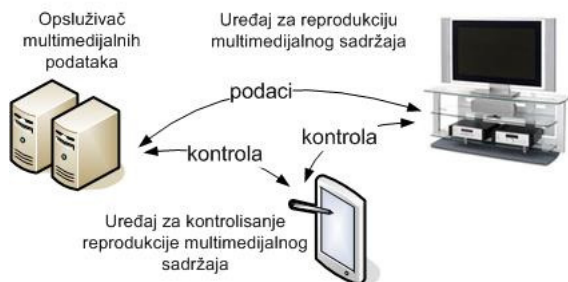 Opsluživač
multimedijalnih
podataka
Uređaj za reprodukciju
multimedijalnog sadržaja
podaci
kontrola
kontrola
Uređaj za kontrolisanje
reprodukcije multimedijalnog
sadržaja